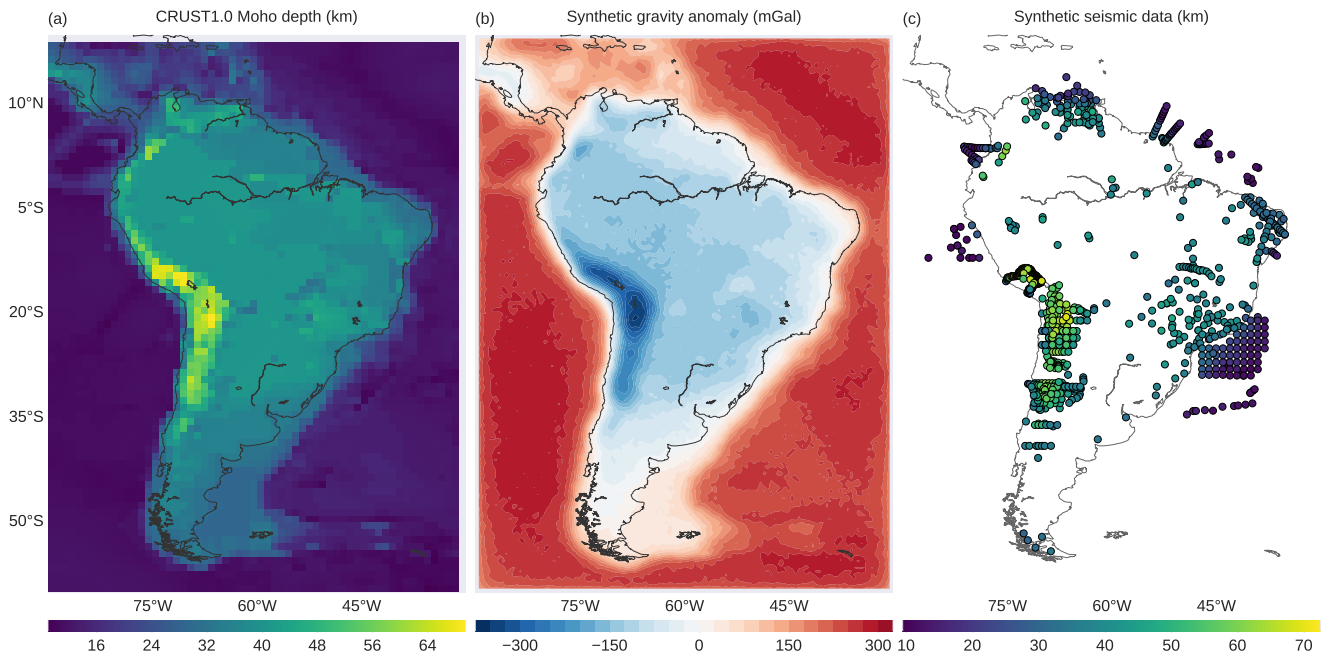 (a) CRUST1.0 Moho depth (km)
(b) Synthetic gravity anomaly (mGal)
(c) Synthetic seismic data (km)
10°N
5°S
20°S
35°S
50°S
75°W 60°W 45°W
75°W 60°W 45°W
75°W 60°W 45°W
16 24 32 40 48 56 64
−300 −150 0 150 300
10 20 30 40 50 60 70